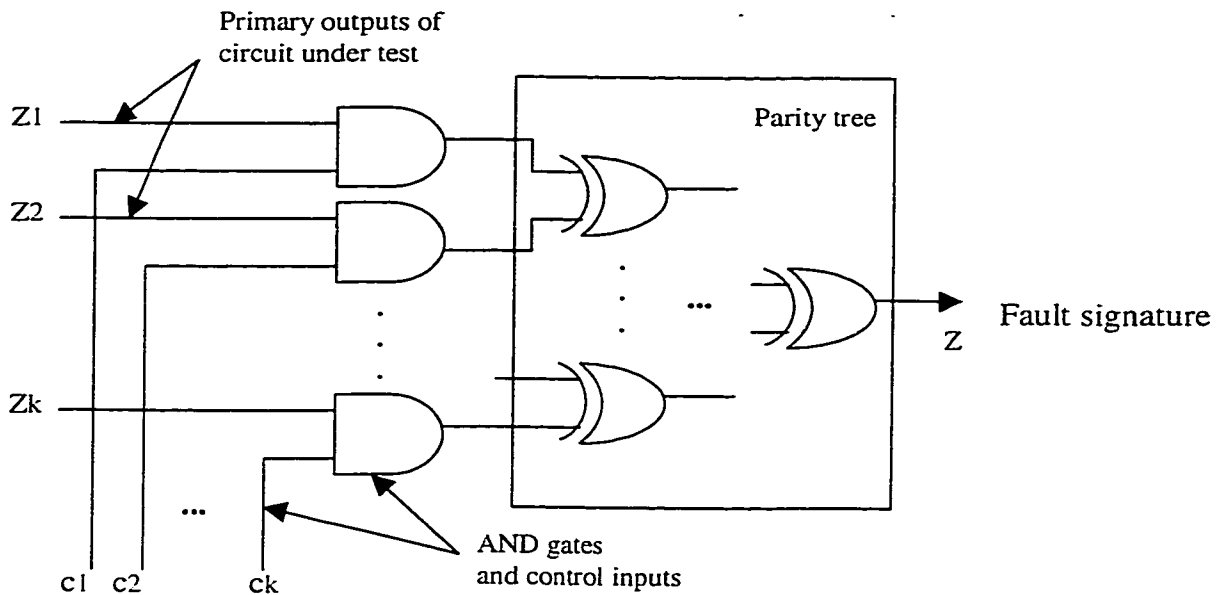 Primary outputs of
circuit under test
Z1
Parity tree
Z2
...
Z
Fault signature
Zk
...
AND gates
and control inputs
c1 c2 ck